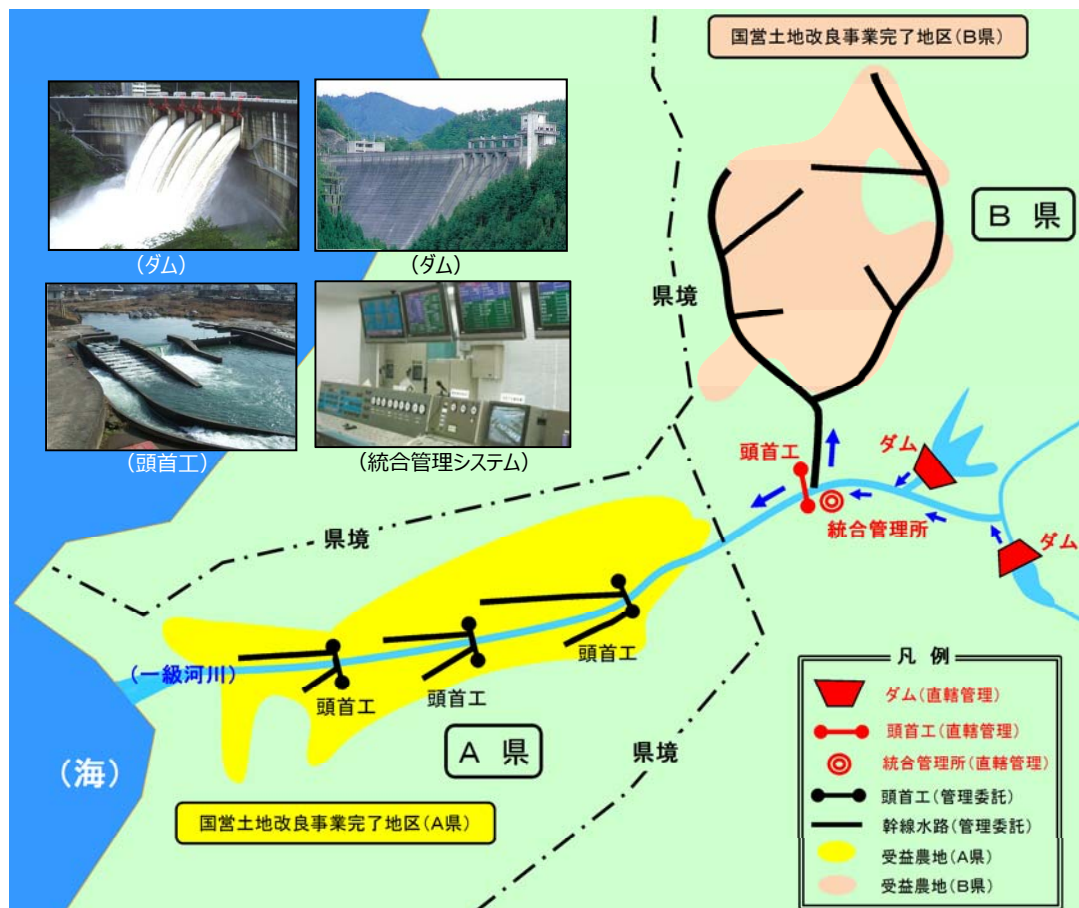 国営土地改良事業完了地区(B県)
(ダム)
(ダム)
B 県
県境
(頭首工)
(統合管理システム)
頭首工
ダム
統合管理所
ダム
県境
頭首工
頭首工
頭首工
(一級河川)
A 県
県境
(海)
国営土地改良事業完了地区(A県)
凡 例
ダム(直轄管理)
頭首工(直轄管理)
統合管理所(直轄管理)
頭首工(管理委託)
幹線水路(管理委託)
受益農地(A県)
受益農地(B県)